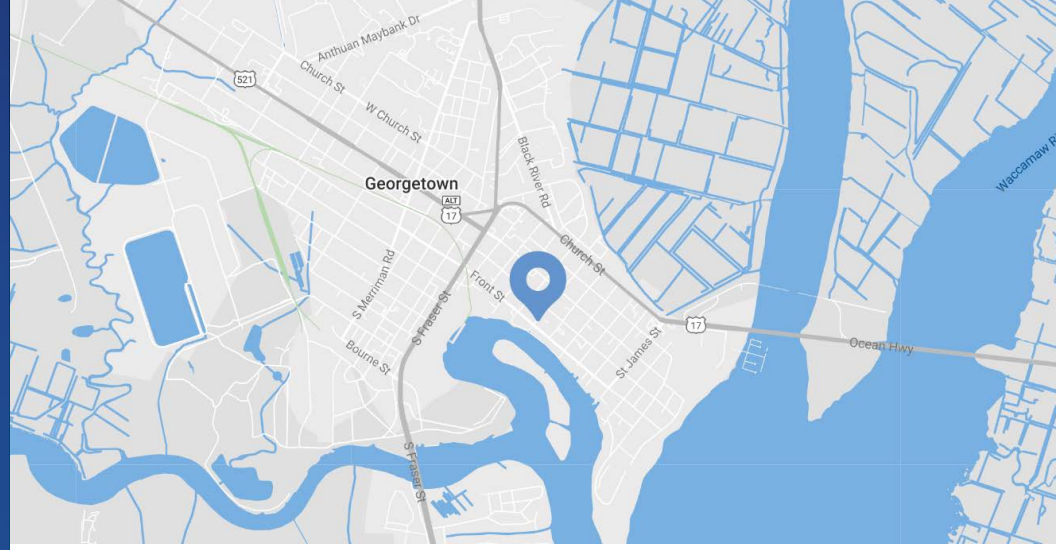 Anthuan Maybank Dr
Church St
521
W Church St
Black River Rd
Waccamaw R
Georgetown
ALT
17
Church St
S Merriman Rd
Front St
S Fraser St
17
St James St
Ocean Hwy
Bourne St
S Fraser St